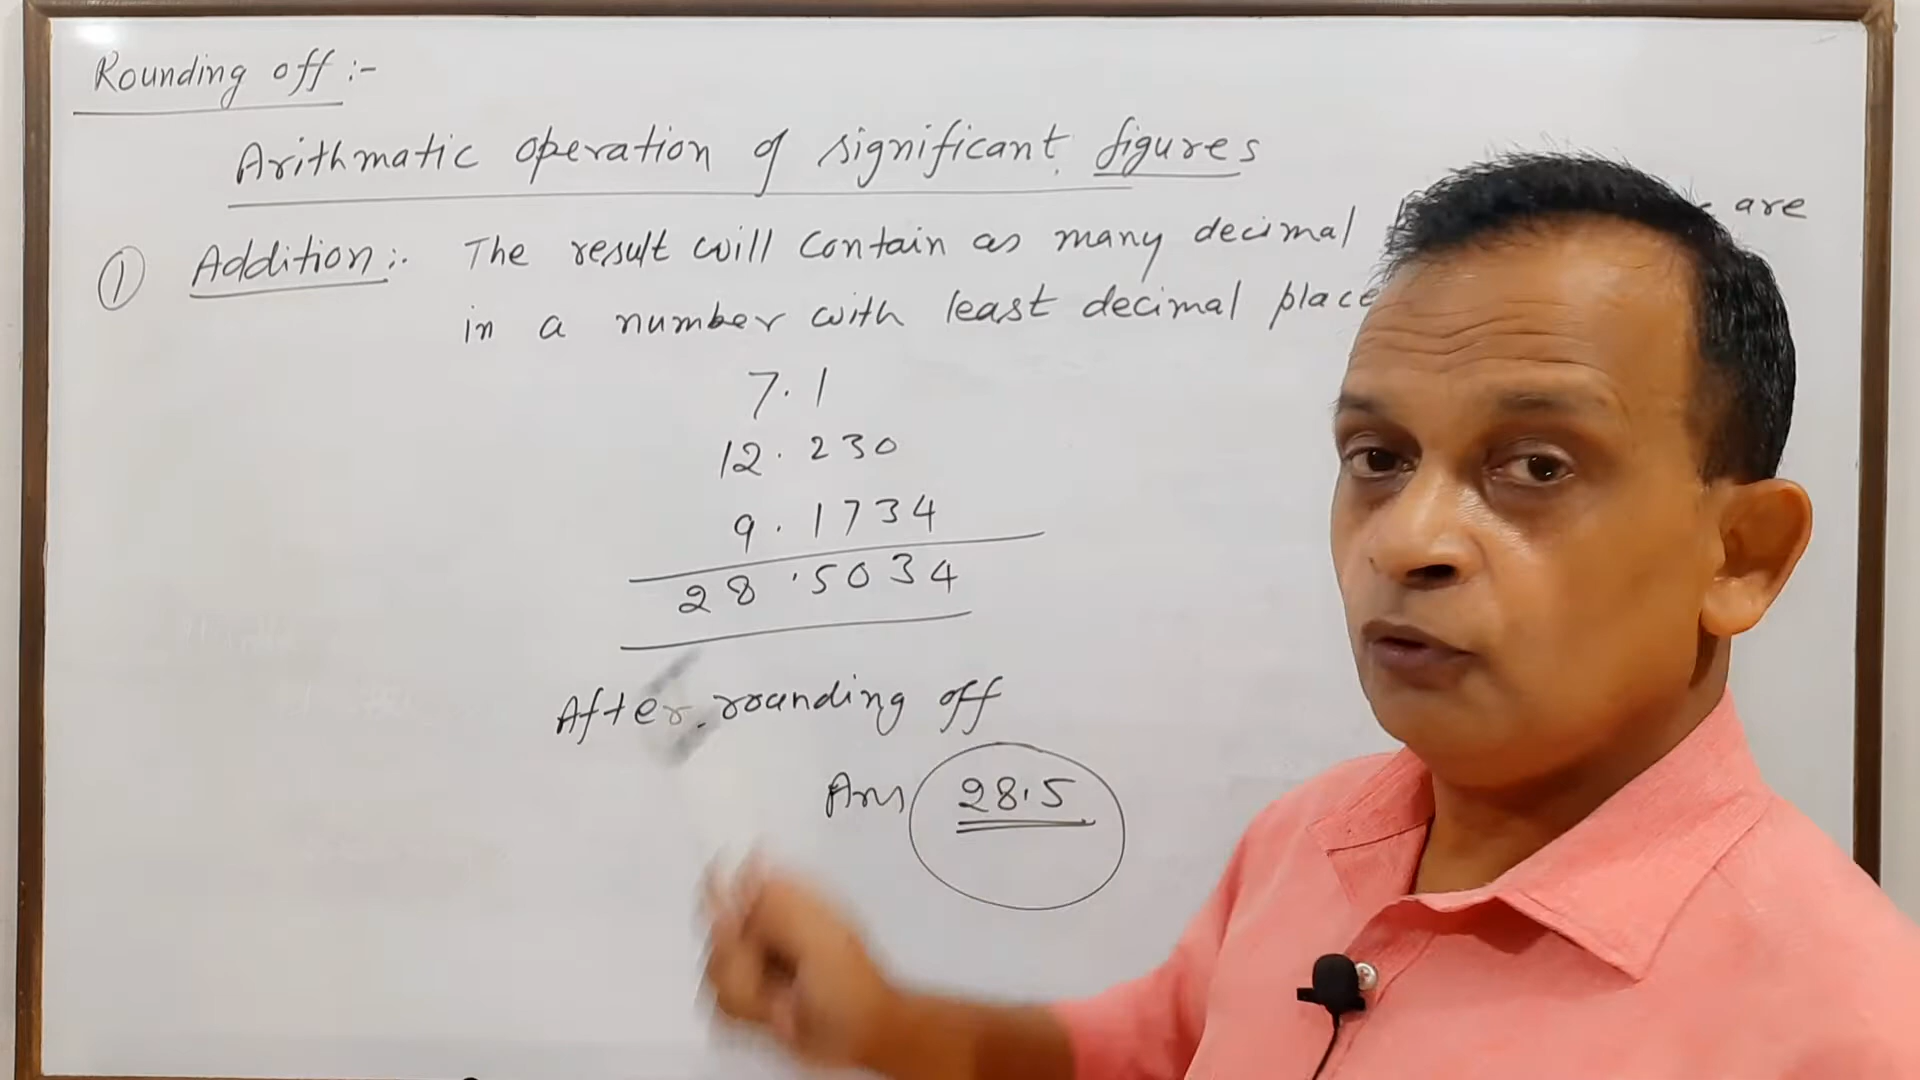 Rounding off :-
Arithmatic operation of significant figures
① Addition :- The result will contain as many decimal are
in a number with least decimal place
7.1
12.230
9.1734
28.5034
After rounding off
Ans 28.5